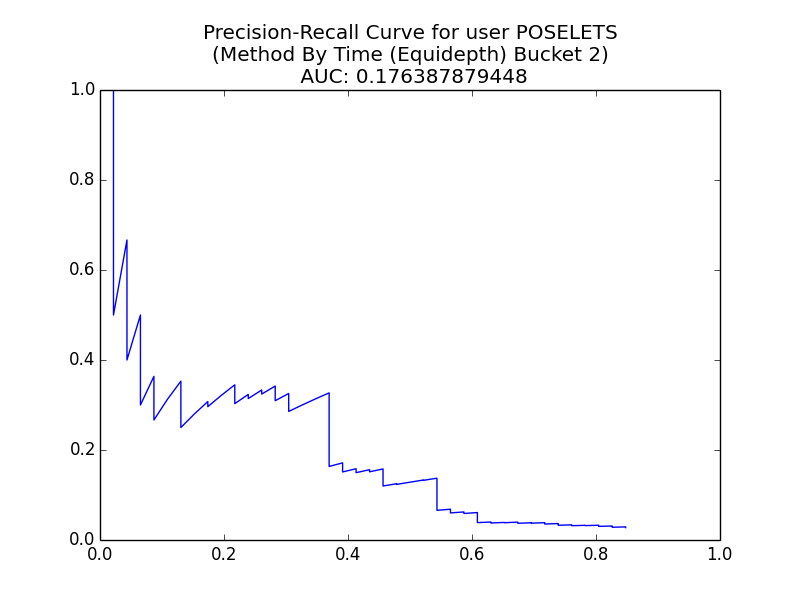 Precision-Recall Curve for user POSELETS
(Method By Time (Equidepth) Bucket 2)
AUC: 0.176387879448
1.0
0.8
0.6
0.4
0.2
0.0
0.0 0.2 0.4 0.6 0.8 1.0